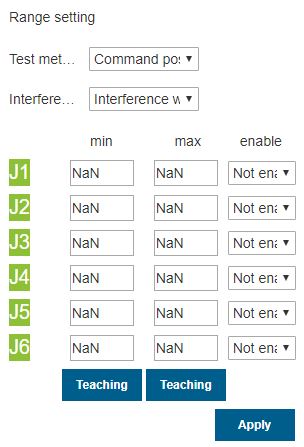 Range setting
Test met... Command po
Interfere... Interference w
min max enable
J1 NaN NaN Not ena
J2 NaN NaN Not ena
J3 NaN NaN Not ena
J4 NaN NaN Not ena
J5 NaN NaN Not ena
J6 NaN NaN Not ena
Teaching Teaching
Apply